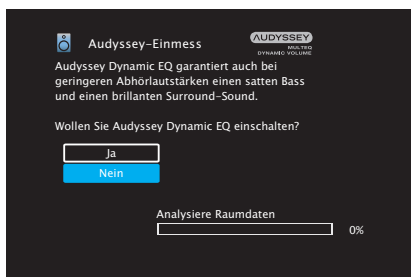 Audyssey-Einmess
AUDYSSEY
MULTEQ
DYNAMIC VOLUME
Audyssey Dynamic EQ garantiert auch bei
geringeren Abhörlautstärken einen satten Bass
und einen brillanten Surround-Sound.
Wollen Sie Audyssey Dynamic EQ einschalten?
Ja
Nein
Analysiere Raumdaten
0%